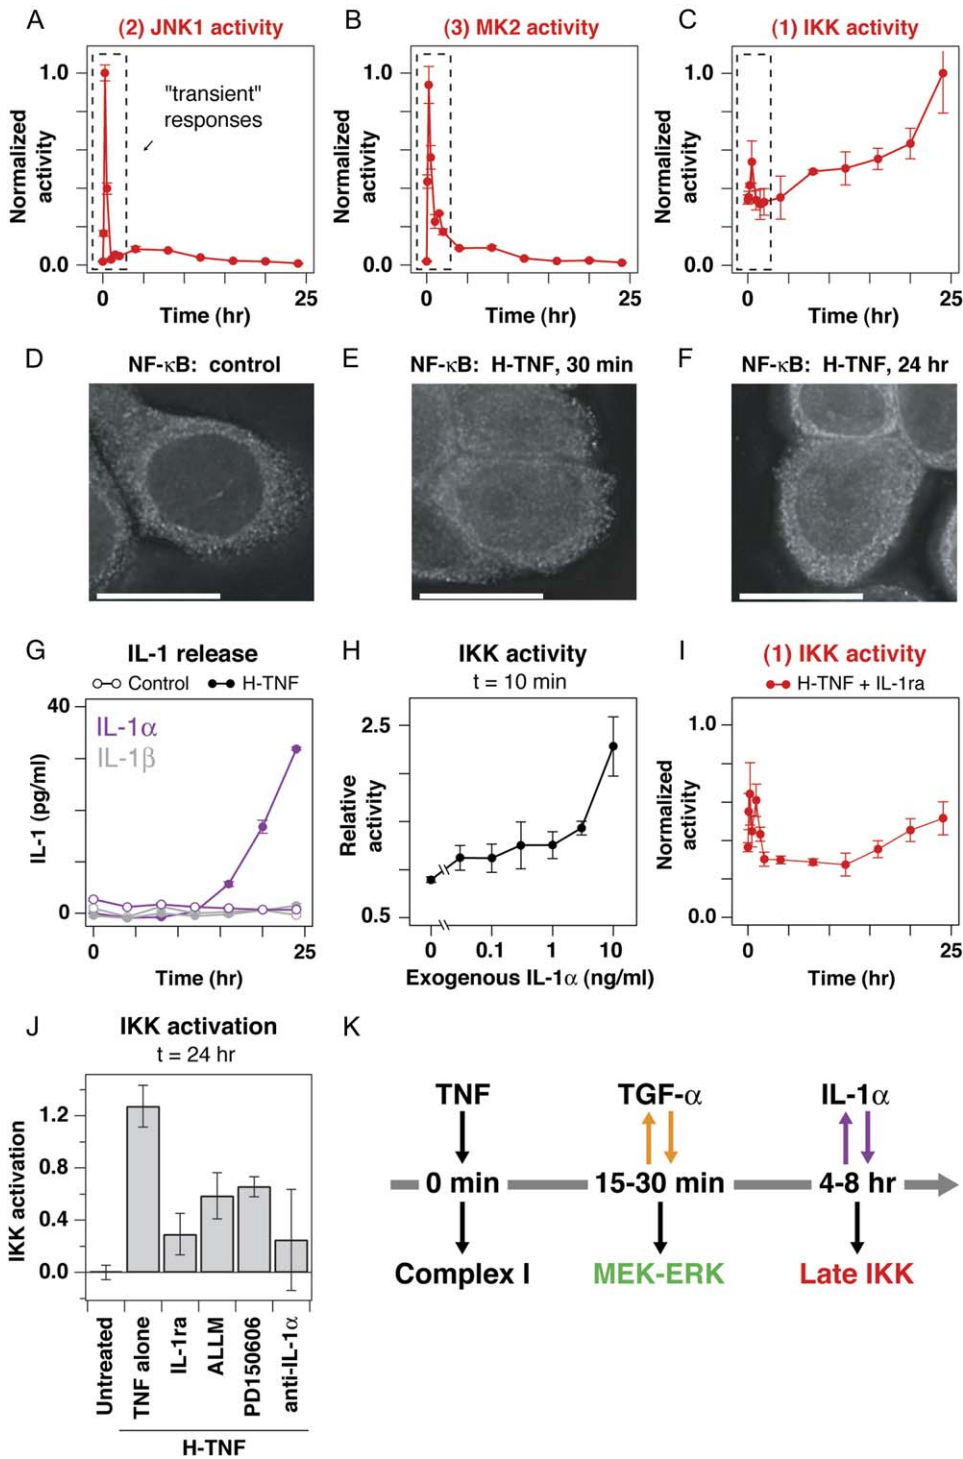 A
(2) JNK1 activity
1.0
0.0
Normalized
activity
"transient"
responses
0
25
Time (hr)
B
(3) MK2 activity
1.0
0.0
Normalized
activity
0
25
Time (hr)
C
(1) IKK activity
1.0
0.0
Normalized
activity
0
25
Time (hr)
D
NF-κB: control
E
NF-κB: H-TNF, 30 min
F
NF-κB: H-TNF, 24 hr
G
IL-1 release
Control
H-TNF
40
0
IL-1 (pg/ml)
IL-1α
IL-1β
0
25
Time (hr)
H
IKK activity
t = 10 min
2.5
0.5
Relative
activity
0
0.1
1
10
Exogenous IL-1α (ng/ml)
I
(1) IKK activity
H-TNF + IL-1ra
1.0
0.0
Normalized
activity
0
25
Time (hr)
J
IKK activation
t = 24 hr
1.2
0.8
0.4
0.0
IKK activation
Untreated
TNF alone
IL-1ra
ALLM
PD150606
anti-IL-1α
H-TNF
K
TNF
TGF-α
IL-1α
0 min
15-30 min
4-8 hr
Complex I
MEK-ERK
Late IKK